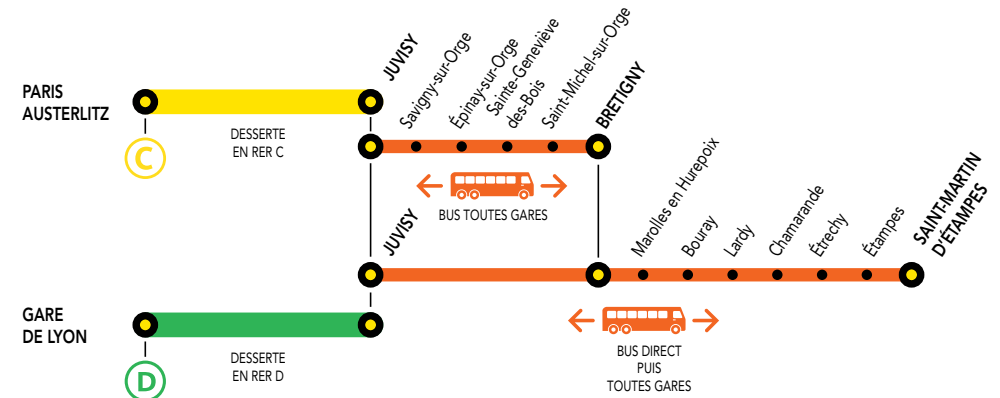 PARIS
AUSTERLITZ
C
DESSERTE
EN RER C
JUVISY
Savigny-sur-Orge
Épinay-sur-Orge
Sainte-Geneviève
des-Bois
Saint-Michel-sur-Orge
BRETIGNY
BUS TOUTES GARES
JUVISY
Marolles en Hurepoix
Bouray
Lardy
Chamarande
Étrechy
Étampes
SAINT-MARTIN
D'ÉTAMPES
GARE
DE LYON
D
DESSERTE
EN RER D
BUS DIRECT
PUIS
TOUTES GARES